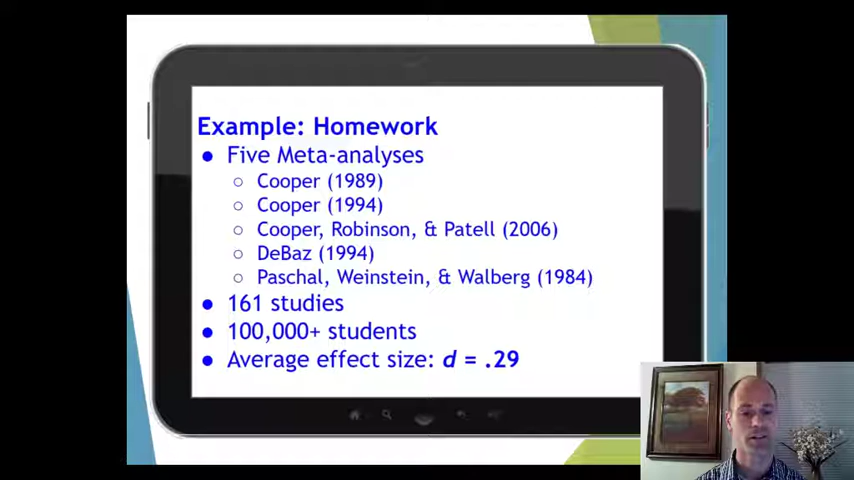 Example: Homework
● Five Meta-analyses
○ Cooper (1989)
○ Cooper (1994)
○ Cooper, Robinson, & Patell (2006)
○ DeBaz (1994)
○ Paschal, Weinstein, & Walberg (1984)
● 161 studies
● 100,000+ students
● Average effect size: d = .29